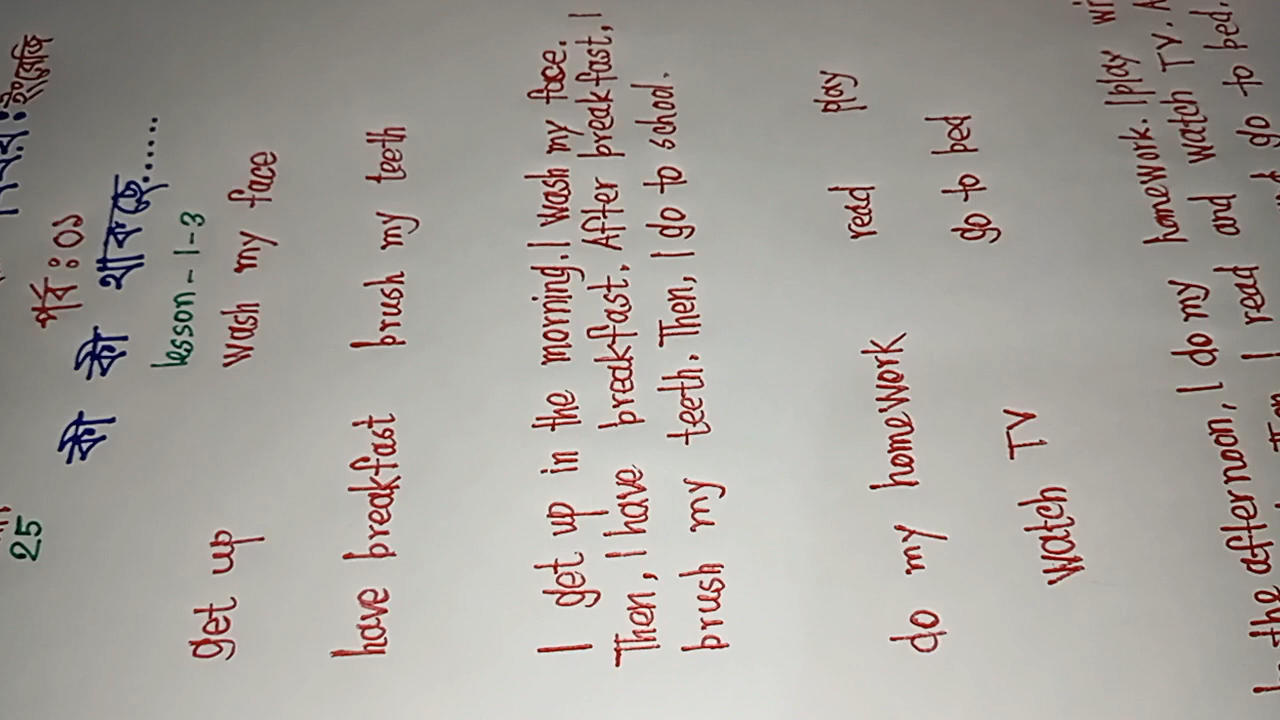 : ইংরেজি
25
পর্ব : ০১
কী কী থাকছে......
lesson - 1-3
get up wash my face
have breakfast brush my teeth
I get up in the morning. I wash my face.
Then, I have breakfast. After breakfast, I
brush my teeth. Then, I go to school.
do my homework read play
watch TV go to bed
the afternoon, I do my homework. I play
I read and watch TV.
go to bed.